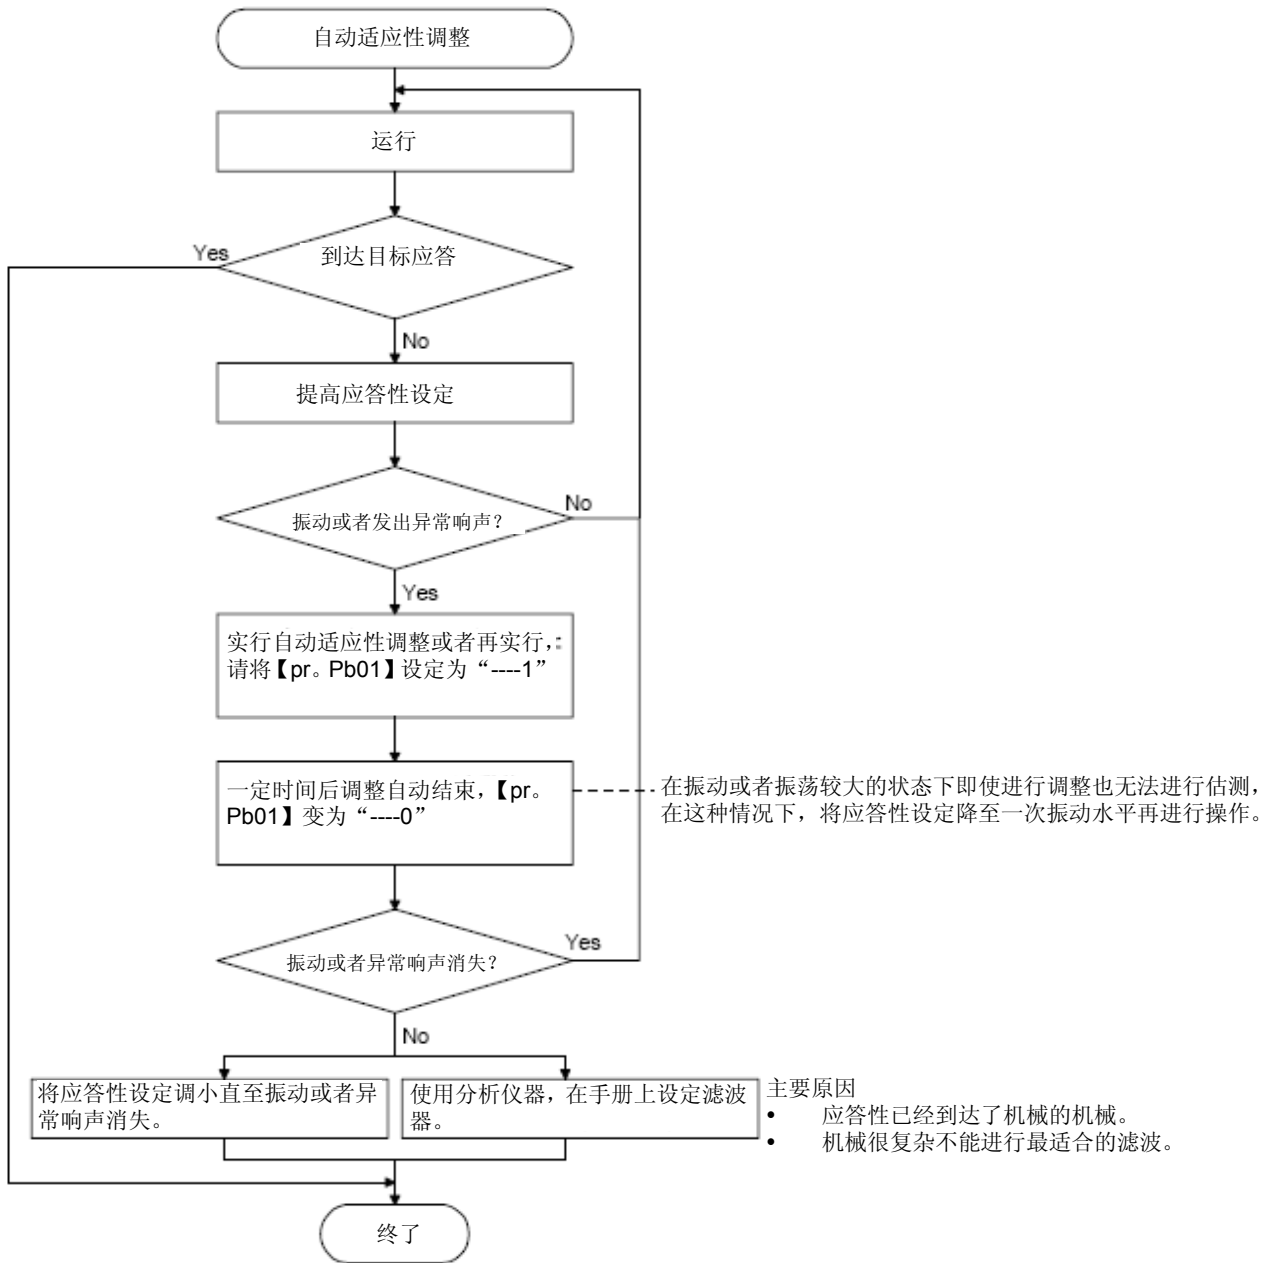 自动适应性调整
运行
到达目标应答
Yes
No
提高应答性设定
振动或者发出异常响声?
No
Yes
实行自动适应性调整或者再实行,:
请将【pr。Pb01】设定为“----1”
一定时间后调整自动结束,【pr。
Pb01】变为“----0”
在振动或者振荡较大的状态下即使进行调整也无法进行估测,
在这种情况下，将应答性设定降至一次振动水平再进行操作。
振动或者异常响声消失?
Yes
No
将应答性设定调小直至振动或者异
常响声消失。
使用分析仪器，在手册上设定滤波
器。
主要原因
• 应答性已经到达了机械的机械。
• 机械很复杂不能进行最适合的滤波。
终了